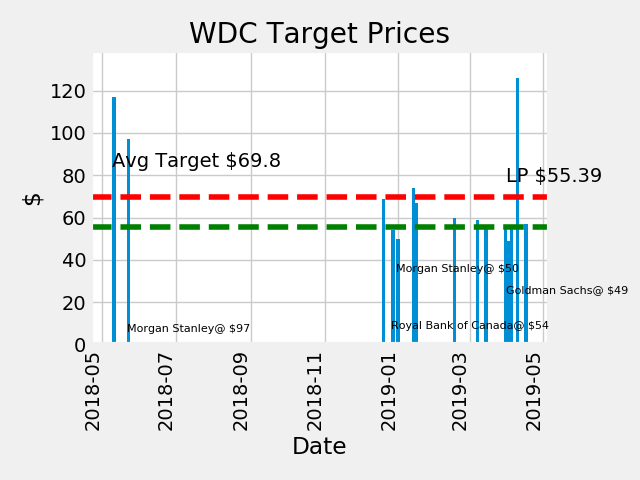 WDC Target Prices
$
120
100
80
60
40
20
0
Avg Target $69.8
LP $55.39
Morgan Stanley@ $50
Goldman Sachs@ $49
Morgan Stanley@ $97
Royal Bank of Canada@ $54
2018-05
2018-07
2018-09
2018-11
2019-01
2019-03
2019-05
Date